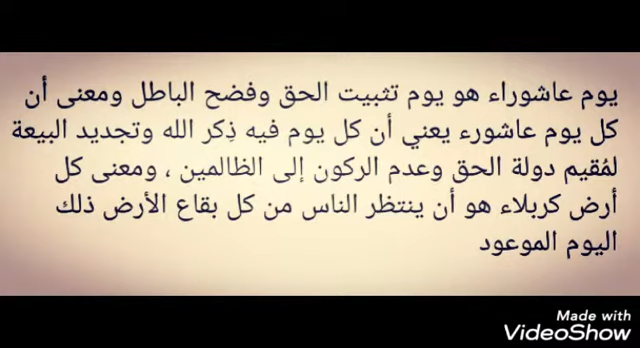 يوم عاشوراء هو يوم تثبيت الحق وفضح الباطل ومعنى أن
كل يوم عاشورء يعني أن كل يوم فيه ذِكر الله وتجديد البيعة
لمُقيم دولة الحق وعدم الركون إلى الظالمين ، ومعنى كل
أرض كربلاء هو أن ينتظر الناس من كل بقاع الأرض ذلك
اليوم الموعود
Made with
VideoShow